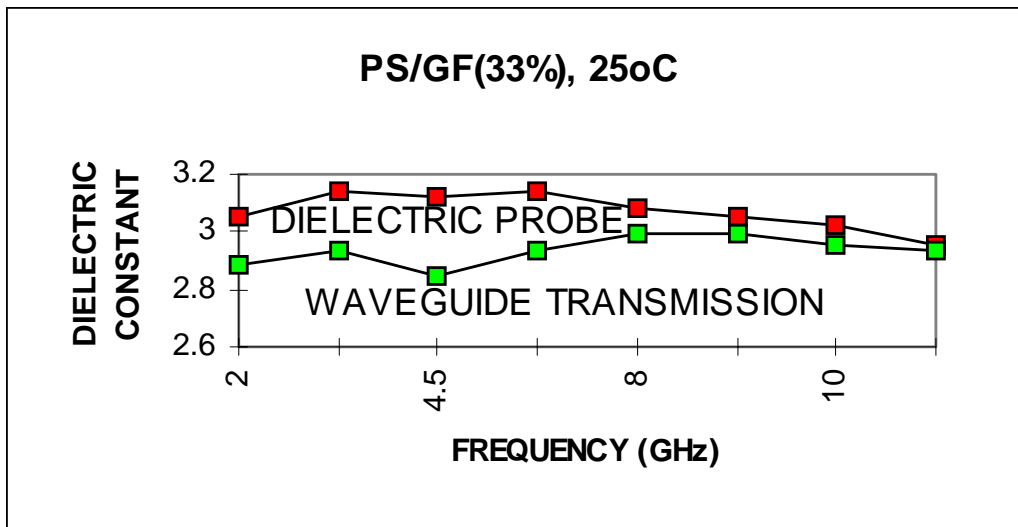 PS/GF(33%), 25oC
DIELECTRIC
CONSTANT
3.2
3
2.8
2.6
DIELECTRIC PROBE
WAVEGUIDE TRANSMISSION
2
4.5
8
10
FREQUENCY (GHz)